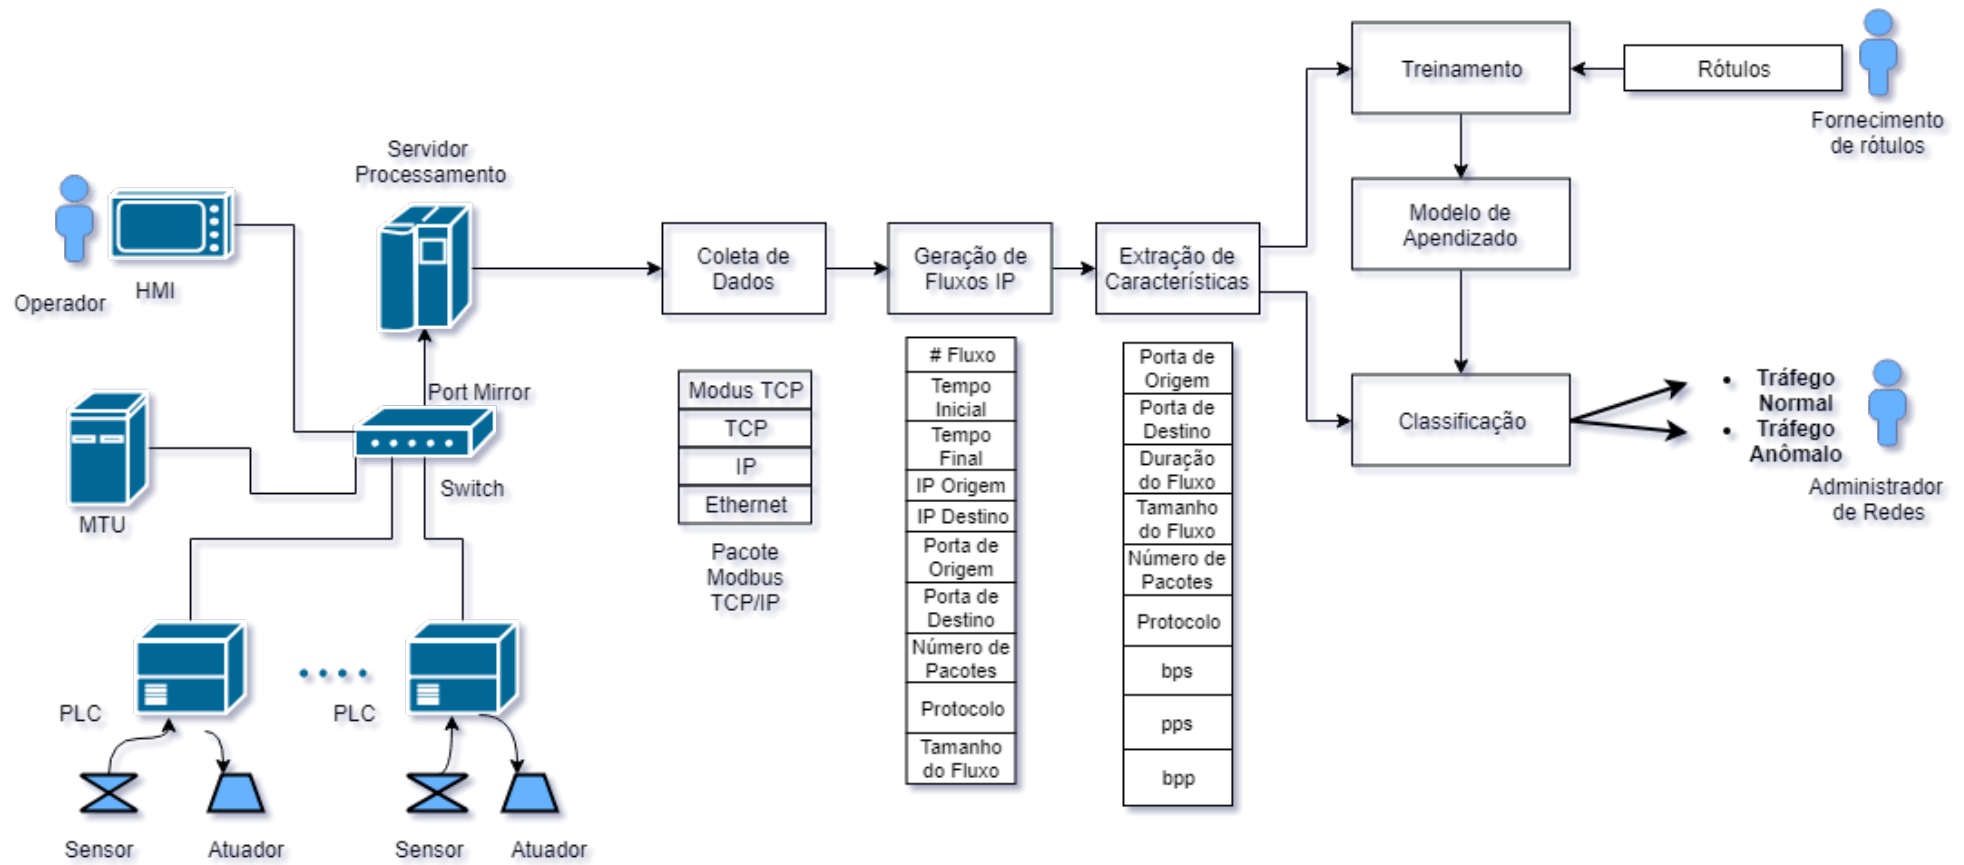 Operador
HMI
MTU
Servidor
Processamento
Port Mirror
Switch
PLC
PLC
Sensor
Atuador
Sensor
Atuador
Coleta de
Dados
Modus TCP
TCP
IP
Ethernet
Pacote
Modbus
TCP/IP
Geração de
Fluxos IP
# Fluxo
Tempo
Inicial
Tempo
Final
IP Origem
IP Destino
Porta de
Origem
Porta de
Destino
Número de
Pacotes
Protocolo
Tamanho
do Fluxo
Extração de
Características
Porta de
Origem
Porta de
Destino
Duração
do Fluxo
Tamanho
do Fluxo
Número de
Pacotes
Protocolo
bps
pps
bpp
Treinamento
Rótulos
Fornecimento
de rótulos
Modelo de
Apendizado
Classificação
• Tráfego
Normal
• Tráfego
Anômalo
Administrador
de Redes